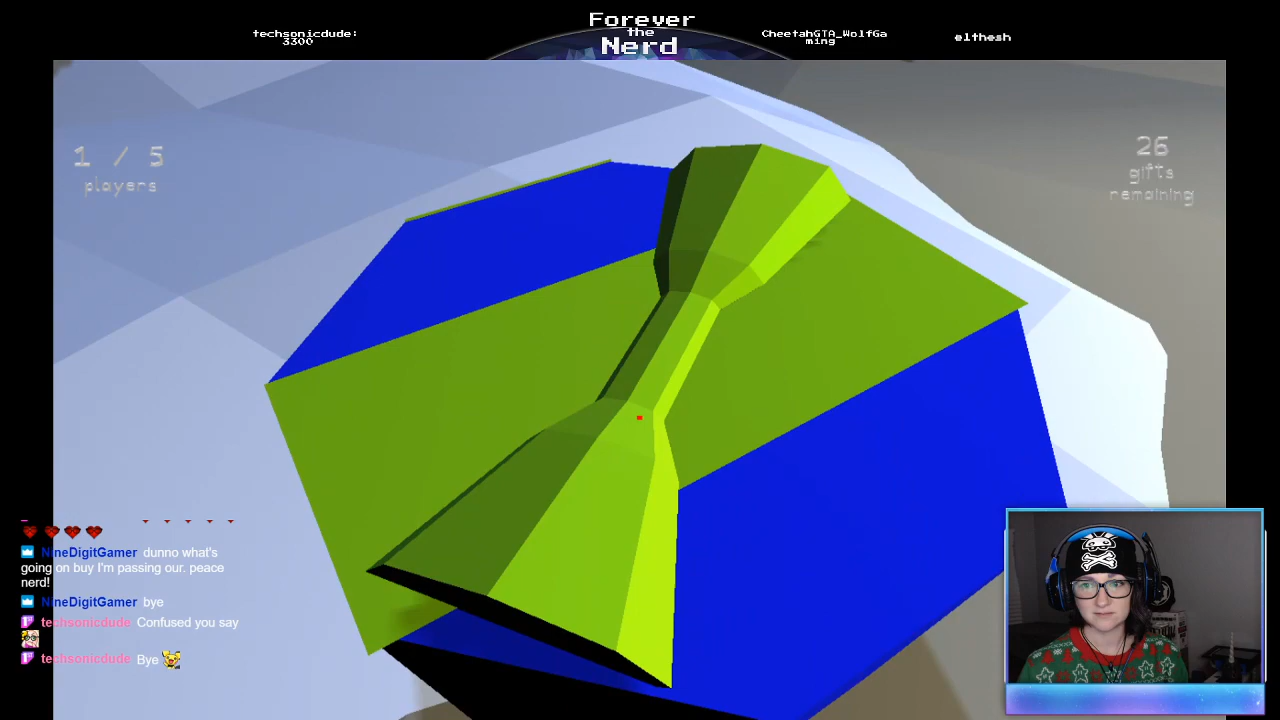 techsonicdude:
3300
Forever
the
Nerd
CheetahGTA_WolfGa
ming
elthesh
1 / 5
players
26
gifts
remaining
NineDigitGamer dunno what's
going on buy I'm passing our. peace
nerd!
NineDigitGamer bye
techsonicdude Confused you say
techsonicdude Bye